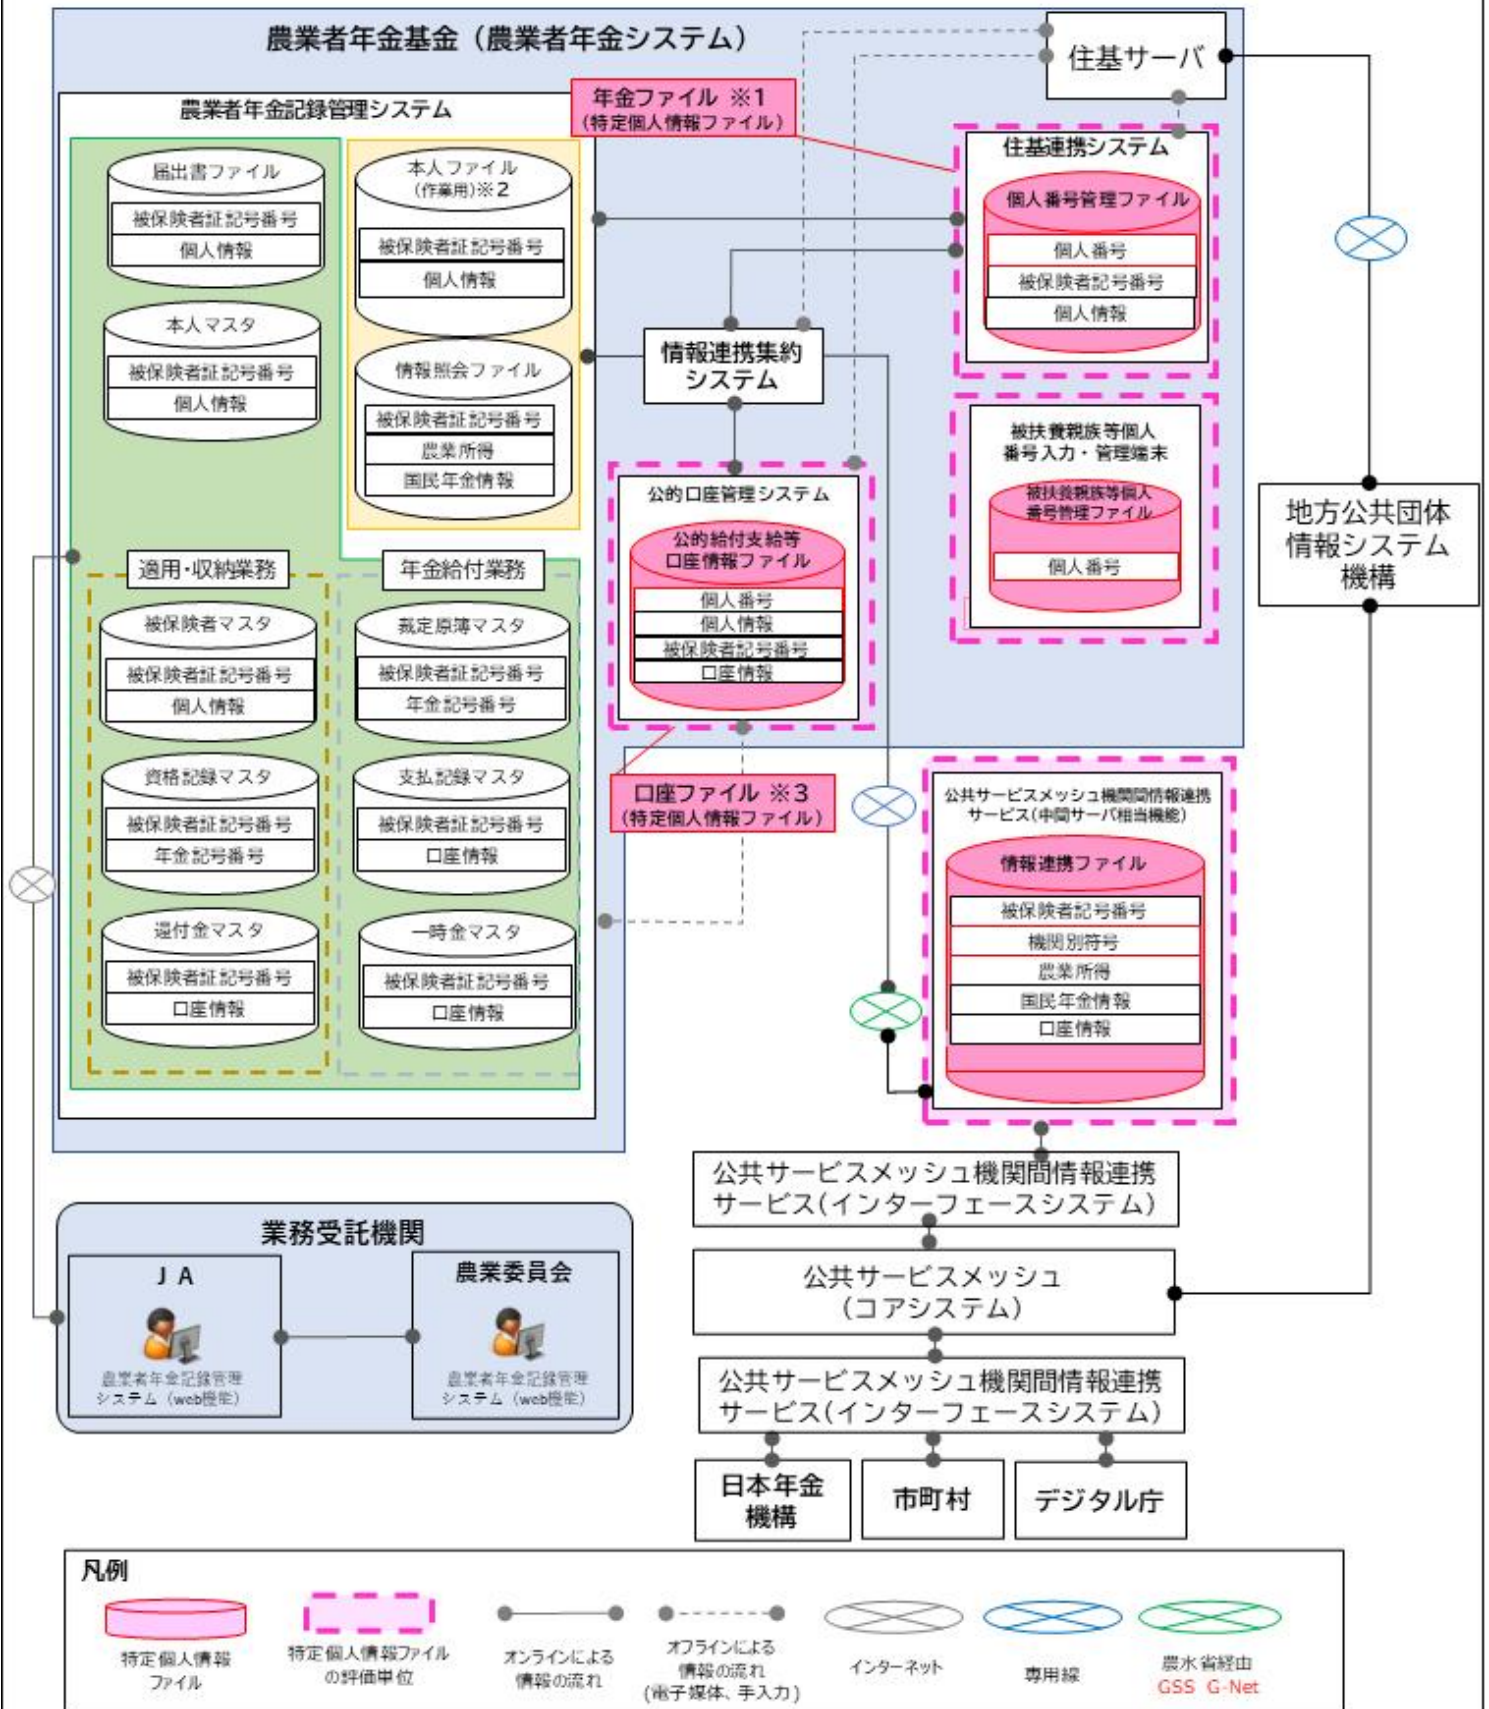 農業者年金基金（農業者年金システム）
住基サーバ
年金ファイル ※1
（特定個人情報ファイル）
農業者年金記録管理システム
届出書ファイル
被保険者証記号番号
個人情報
本人マスタ
被保険者証記号番号
個人情報
本人ファイル
（作業用）※2
被保険者証記号番号
個人情報
情報照会ファイル
被保険者証記号番号
農業所得
国民年金情報
住基連携システム
個人番号管理ファイル
個人番号
被保険者記号番号
個人情報
情報連携集約
システム
被扶養親族等個人
番号入力・管理端末
被扶養親族等個人
番号管理ファイル
個人番号
公的口座管理システム
公的給付支給等
口座情報ファイル
個人番号
個人情報
被保険者記号番号
口座情報
地方公共団体
情報システム
機構
適用・収納業務
被保険者マスタ
被保険者証記号番号
個人情報
資格記録マスタ
被保険者証記号番号
年金記号番号
還付金マスタ
被保険者証記号番号
口座情報
年金給付業務
裁定原簿マスタ
被保険者証記号番号
年金記号番号
支払記録マスタ
被保険者証記号番号
口座情報
一時金マスタ
被保険者証記号番号
口座情報
口座ファイル ※3
（特定個人情報ファイル）
公共サービスメッシュ機関間情報連携
サービス（中間サーバ相当機能）
情報連携ファイル
被保険者記号番号
機関別符号
農業所得
国民年金情報
口座情報
公共サービスメッシュ機関間情報連携
サービス（インターフェースシステム）
公共サービスメッシュ
（コアシステム）
公共サービスメッシュ機関間情報連携
サービス（インターフェースシステム）
日本年金
機構
市町村
デジタル庁
業務受託機関
ＪＡ
農業者年金記録管理
システム（web機能）
農業委員会
農業者年金記録管理
システム（web機能）
凡例
特定個人情報
ファイル
特定個人情報ファイル
の評価単位
オンラインによる
情報の流れ
オフラインによる
情報の流れ
(電子媒体、手入力)
インターネット
専用線
農水省経由
GSS G-Net